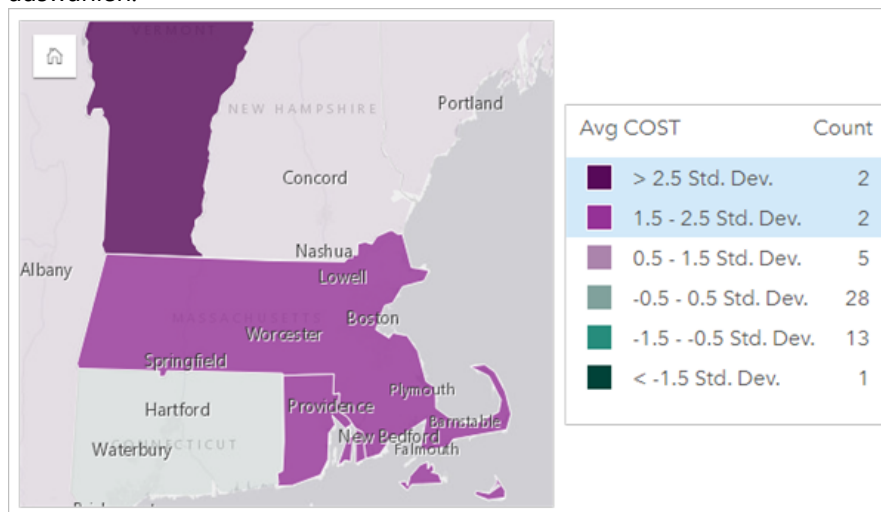 auswählen.
VERMONT
NEW HAMPSHIRE
Portland
Concord
Nashua
Albany
Lowell
MASSACHUSETTS
Boston
Worcester
Springfield
Plymouth
Hartford
Providence
Barnstable
New Bedford
Waterbury
CONNECTICUT
Falmouth
Avg COST Count
> 2.5 Std. Dev. 2
1.5 - 2.5 Std. Dev. 2
0.5 - 1.5 Std. Dev. 5
-0.5 - 0.5 Std. Dev. 28
-1.5 - -0.5 Std. Dev. 13
< -1.5 Std. Dev. 1